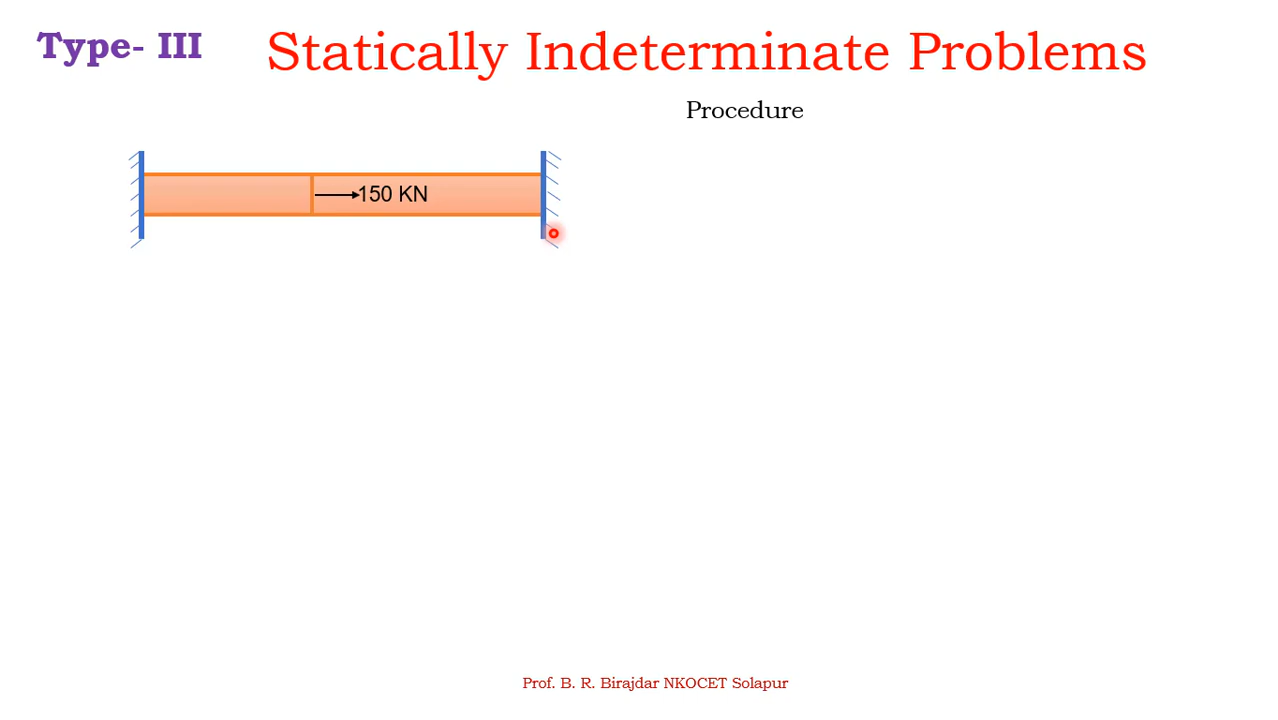 Type- III
Statically Indeterminate Problems
Procedure
150 KN
Prof. B. R. Birajdar NKOCET Solapur